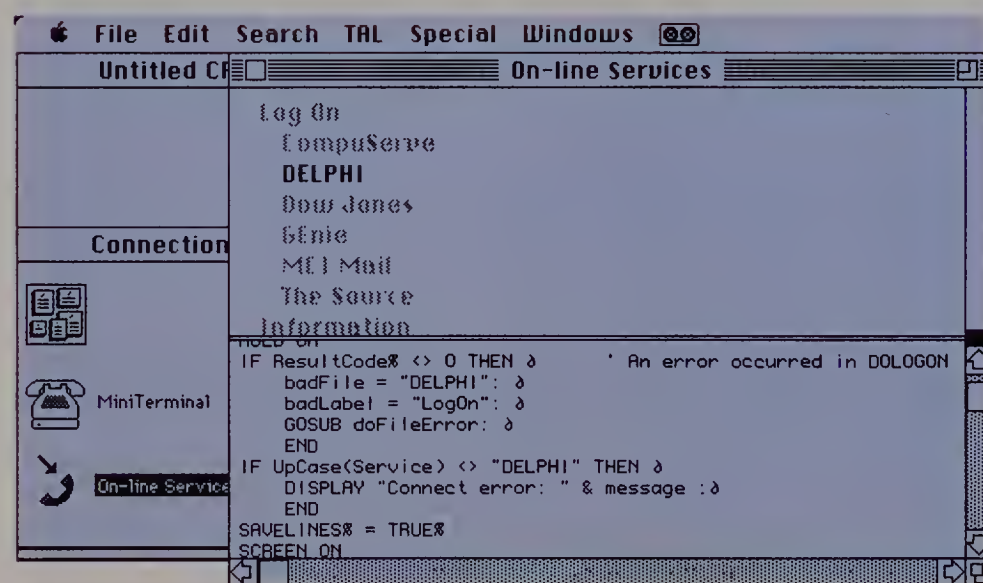 File Edit Search TAL Special Windows
Untitled CF
On-line Services
Log On
CompuServe
DELPHI
Dow Jones
GEnie
MCI Mail
The Source
Information
Connection
MiniTerminal
On-line Service
HOLD ON
IF ResultCode% <> 0 THEN ∂ ' An error occurred in DOLOGON
badFile = "DELPHI": ∂
badLabel = "LogOn": ∂
GOSUB doFileError: ∂
END
IF UpCase(Service) <> "DELPHI" THEN ∂
DISPLAY "Connect error: " & message :∂
END
SAVELINES% = TRUE%
SCREEN ON